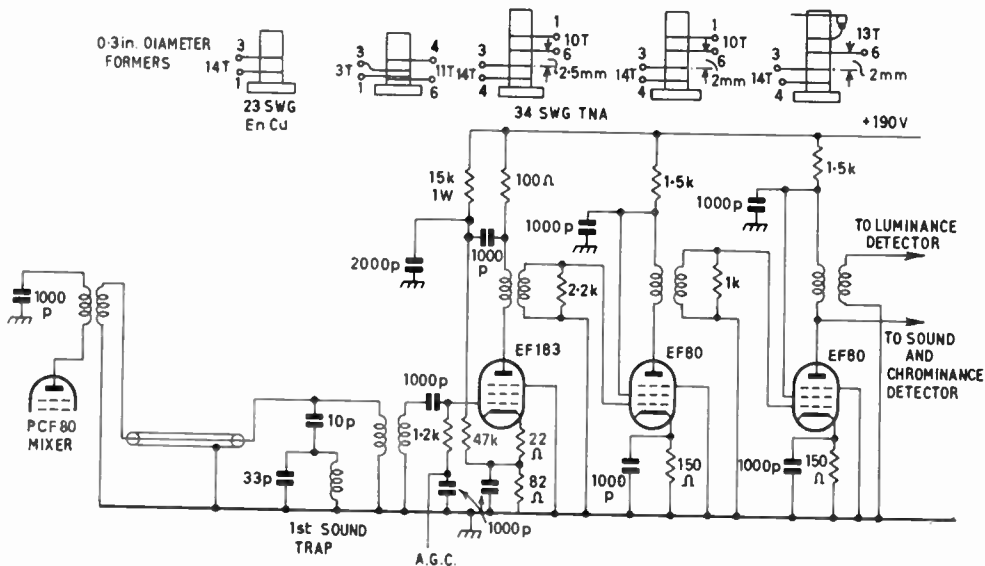 0·3 in. DIAMETER
FORMERS
3
14T
1
23 SWG
En Cu
3
3T
1
4
11T
6
3
14T
4
1
10T
6
2·5mm
34 SWG TNA
3
14T
4
1
10T
6
2mm
3
14T
4
13T
6
2mm
+190V
15k
1W
100Ω
1·5k
1·5k
1000p
1000p
2000p
1000
p
TO LUMINANCE
DETECTOR
1000
p
2·2k
1k
TO SOUND
AND
CHROMINANCE
DETECTOR
EF183
EF80
EF80
PCF80
MIXER
1000p
10p
1·2k
47k
22
Ω
82
Ω
33p
1000
p
150
Ω
1000p
150
Ω
1st SOUND
TRAP
1000p
A.G.C.